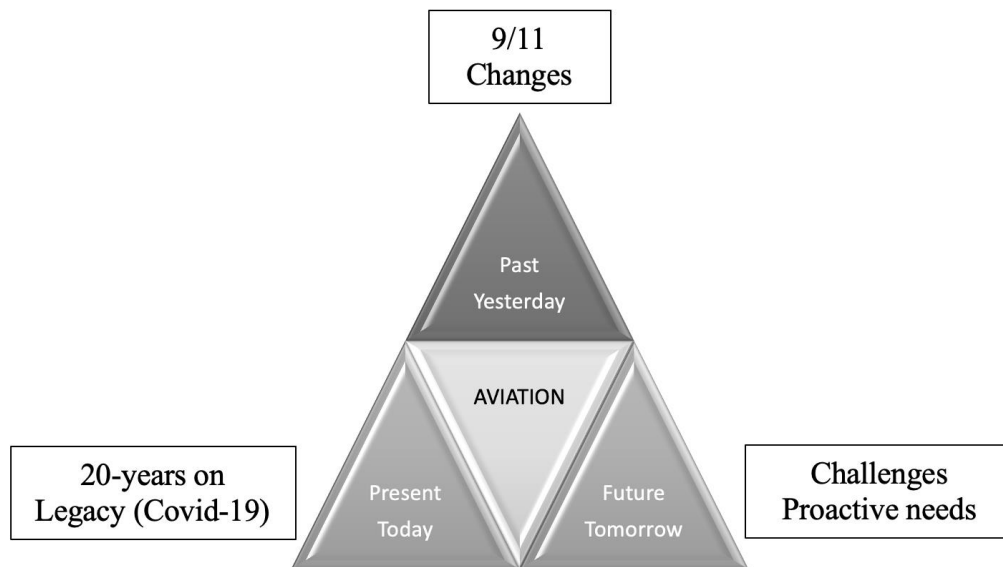 9/11
Changes
Past
Yesterday
AVIATION
20-years on
Legacy (Covid-19)
Present
Today
Future
Tomorrow
Challenges
Proactive needs